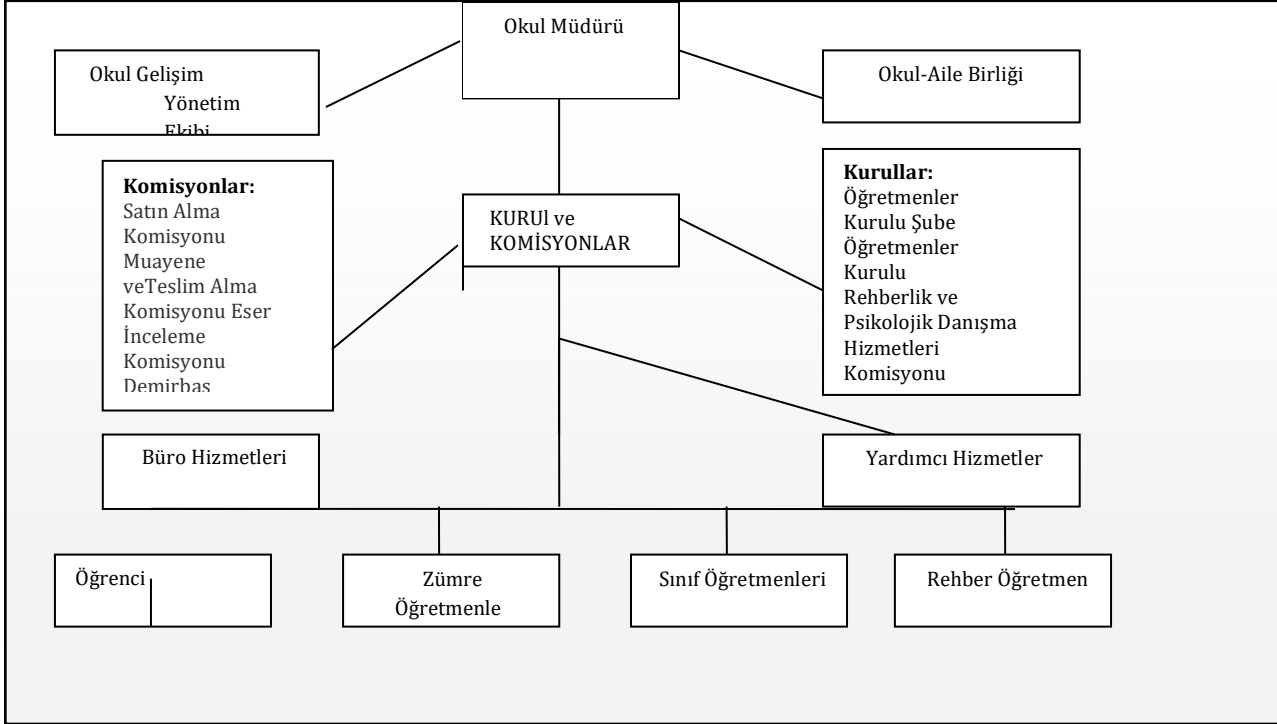 Okul Müdürü
Okul Gelişim
Yönetim
Ekibi
Okul-Aile Birliği
Komisyonlar:
Satın Alma
Komisyonu
Muayene
veTeslim Alma
Komisyonu Eser
İnceleme
Komisyonu
Demirbaş
KURUl ve
KOMİSYONLAR
Kurullar:
Öğretmenler
Kurulu Şube
Öğretmenler
Kurulu
Rehberlik ve
Psikolojik Danışma
Hizmetleri
Komisyonu
Büro Hizmetleri
Yardımcı Hizmetler
Öğrenci
Zümre
Öğretmenle
Sınıf Öğretmenleri
Rehber Öğretmen